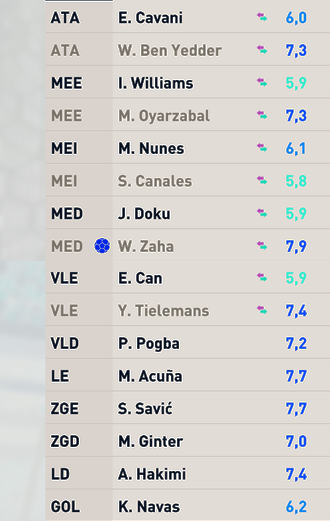 ATA E. Cavani 6,0
ATA W. Ben Yedder 7,3
MEE I. Williams 5,9
MEE M. Oyarzabal 7,3
MEI M. Nunes 6,1
MEI S. Canales 5,8
MED J. Doku 5,9
MED W. Zaha 7,9
VLE E. Can 5,9
VLE Y. Tielemans 7,4
VLD P. Pogba 7,2
LE M. Acuña 7,7
ZGE S. Savić 7,7
ZGD M. Ginter 7,0
LD A. Hakimi 7,4
GOL K. Navas 6,2